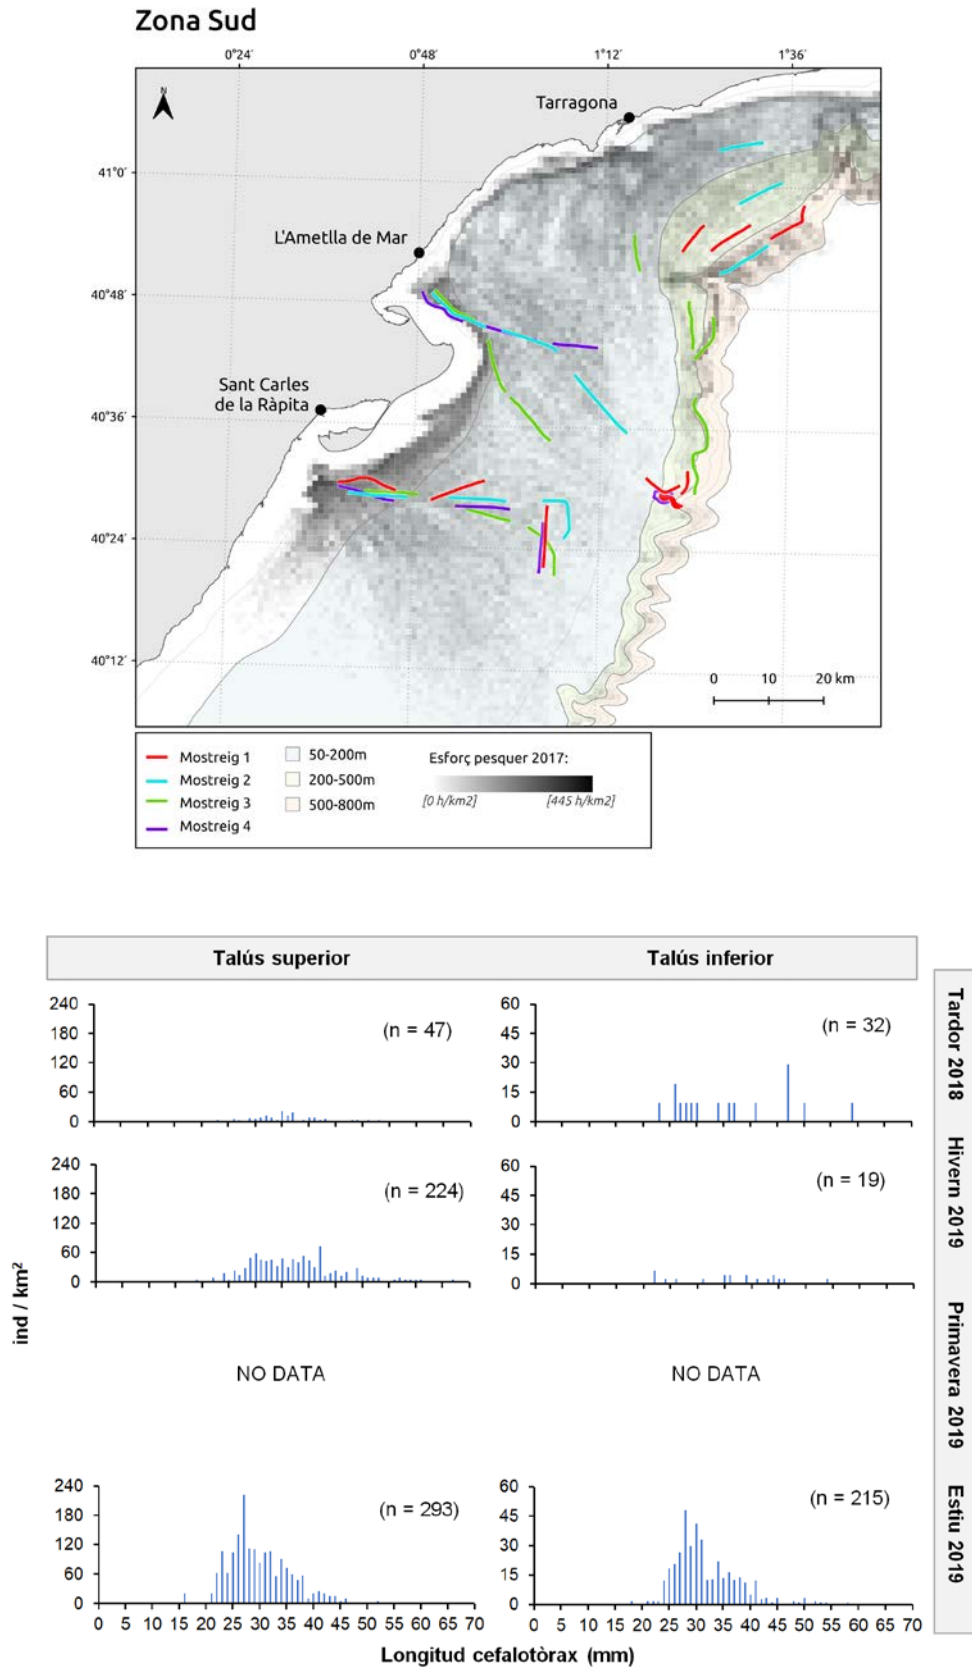 Zona Sud
0°24′ 0°48′ 1°12′ 1°36′
N
Tarragona
41°0′
L'Ametlla de Mar
40°48′
Sant Carles
de la Ràpita
40°36′
40°24′
40°12′
0 10 20 km
Mostreig 1
Mostreig 2
Mostreig 3
Mostreig 4
50-200m
200-500m
500-800m
Esforç pesquer 2017:
[0 h/km2] [445 h/km2]
Talús superior Talús inferior
240
180
120
60
0
(n = 47)
60
45
30
15
0
(n = 32)
Tardor 2018
240
180
120
60
0
(n = 224)
60
45
30
15
0
(n = 19)
Hivern 2019
ind / km²
NO DATA NO DATA
Primavera 2019
240
180
120
60
0
(n = 293)
60
45
30
15
0
(n = 215)
Estiu 2019
0 5 10 15 20 25 30 35 40 45 50 55 60 65 70
0 5 10 15 20 25 30 35 40 45 50 55 60 65 70
Longitud cefalotòrax (mm)